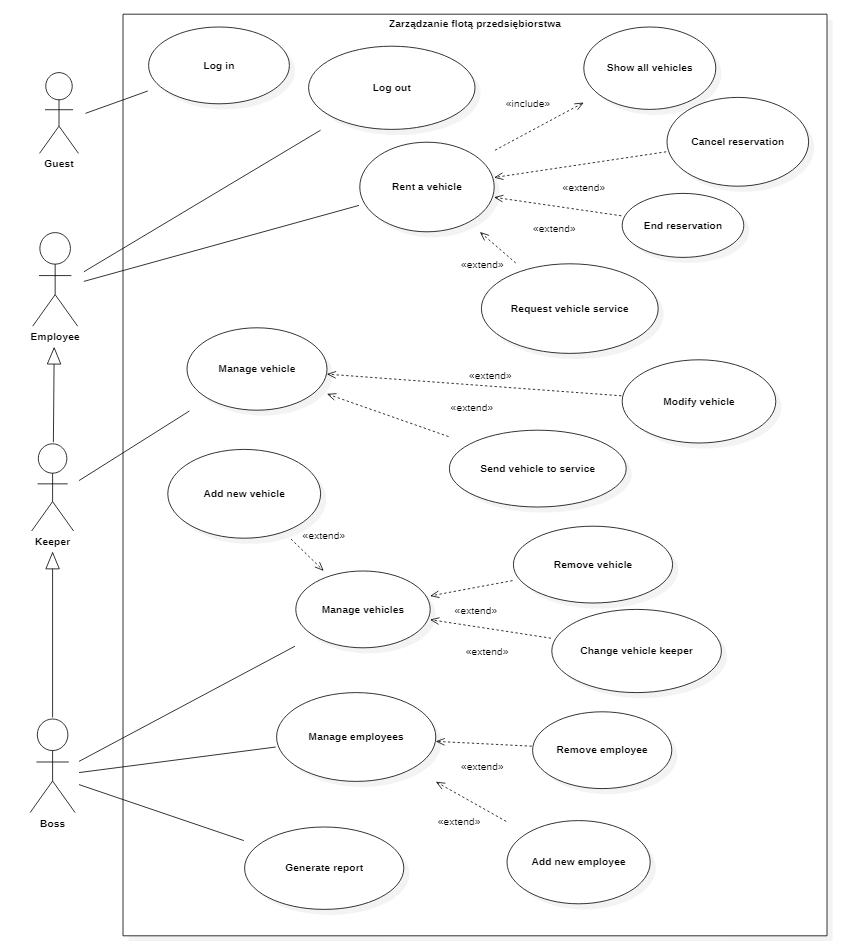 Zarządzanie flotą przedsiębiorstwa
Log in
Show all vehicles
Log out
«include»
Cancel reservation
Guest
Rent a vehicle
«extend»
End reservation
«extend»
«extend»
Request vehicle service
Employee
Manage vehicle
«extend»
Modify vehicle
«extend»
Send vehicle to service
Add new vehicle
«extend»
Keeper
Remove vehicle
Manage vehicles
«extend»
Change vehicle keeper
«extend»
Manage employees
Remove employee
«extend»
Boss
«extend»
Add new employee
Generate report